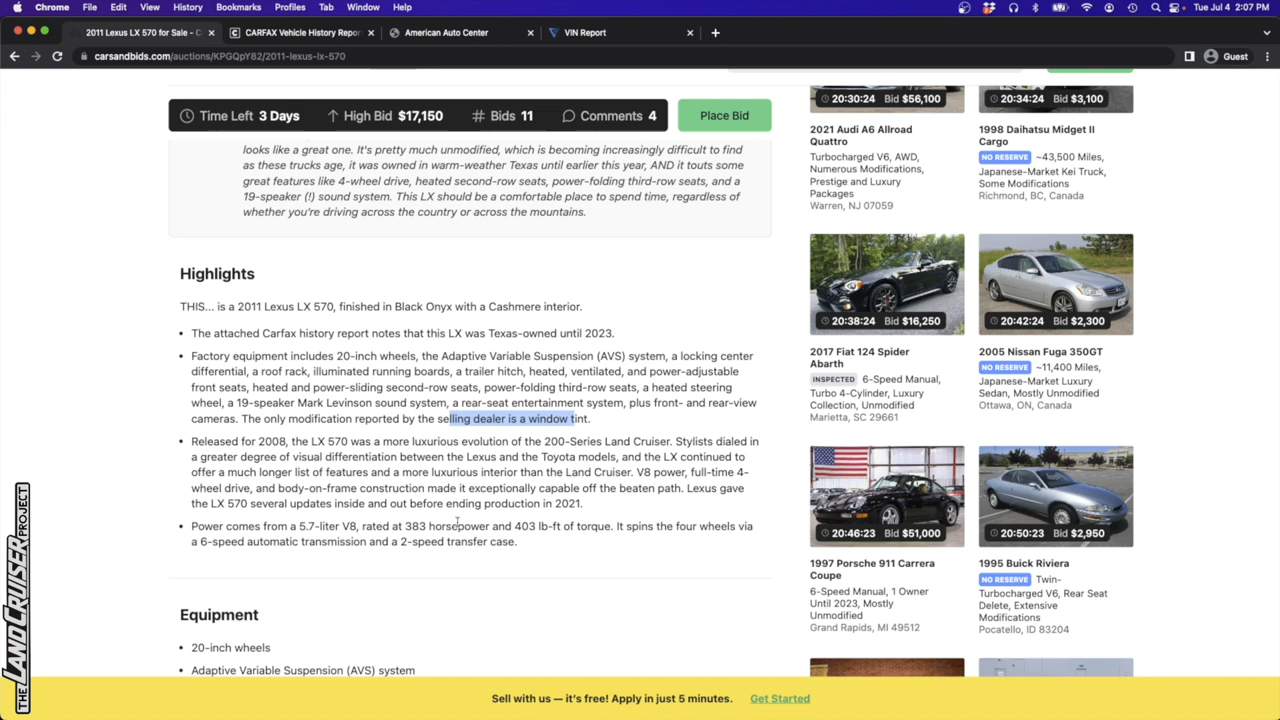 Chrome File Edit View History Bookmarks Profiles Tab Window Help Tue Jul 4 2:07 PM
2011 Lexus LX 570 for Sale - C CARFAX Vehicle History Repor American Auto Center VIN Report
carsandbids.com/auctions/KPGQpY82/2011-lexus-lx-570 Guest
Time Left 3 Days High Bid $17,150 # Bids 11 Comments 4 Place Bid
looks like a great one. It's pretty much unmodified, which is becoming increasingly difficult to find
as these trucks age, it was owned in warm-weather Texas until earlier this year, AND it touts some
great features like 4-wheel drive, heated second-row seats, power-folding third-row seats, and a
19-speaker (!) sound system. This LX should be a comfortable place to spend time, regardless of
whether you're driving across the country or across the mountains.
Highlights
THIS... is a 2011 Lexus LX 570, finished in Black Onyx with a Cashmere interior.
• The attached Carfax history report notes that this LX was Texas-owned until 2023.
• Factory equipment includes 20-inch wheels, the Adaptive Variable Suspension (AVS) system, a locking center
differential, a roof rack, illuminated running boards, a trailer hitch, heated, ventilated, and power-adjustable
front seats, heated and power-sliding second-row seats, power-folding third-row seats, a heated steering
wheel, a 19-speaker Mark Levinson sound system, a rear-seat entertainment system, plus front- and rear-view
cameras. The only modification reported by the selling dealer is a window tint.
• Released for 2008, the LX 570 was a more luxurious evolution of the 200-Series Land Cruiser. Stylists dialed in
a greater degree of visual differentiation between the Lexus and the Toyota models, and the LX continued to
offer a much longer list of features and a more luxurious interior than the Land Cruiser. V8 power, full-time 4-
wheel drive, and body-on-frame construction made it exceptionally capable off the beaten path. Lexus gave
the LX 570 several updates inside and out before ending production in 2021.
• Power comes from a 5.7-liter V8, rated at 383 horsepower and 403 lb-ft of torque. It spins the four wheels via
a 6-speed automatic transmission and a 2-speed transfer case.
Equipment
• 20-inch wheels
• Adaptive Variable Suspension (AVS) system
20:30:24 Bid $56,100
2021 Audi A6 Allroad
Quattro
Turbocharged V6, AWD,
Numerous Modifications,
Prestige and Luxury
Packages
Warren, NJ 07059
20:34:24 Bid $3,100
1998 Daihatsu Midget II
Cargo
NO RESERVE ~43,500 Miles,
Japanese-Market Kei Truck,
Some Modifications
Richmond, BC, Canada
20:38:24 Bid $16,250
2017 Fiat 124 Spider
Abarth
INSPECTED 6-Speed Manual,
Turbo 4-Cylinder, Luxury
Collection, Unmodified
Marietta, SC 29661
20:42:24 Bid $2,300
2005 Nissan Fuga 350GT
NO RESERVE ~11,400 Miles,
Japanese-Market Luxury
Sedan, Mostly Unmodified
Ottawa, ON, Canada
20:46:23 Bid $51,000
1997 Porsche 911 Carrera
Coupe
6-Speed Manual, 1 Owner
Until 2023, Mostly
Unmodified
Grand Rapids, MI 49512
20:50:23 Bid $2,950
1995 Buick Riviera
NO RESERVE Twin-
Turbocharged V6, Rear Seat
Delete, Extensive
Modifications
Pocatello, ID 83204
Sell with us — it's free! Apply in just 5 minutes. Get Started
THE LAND CRUISER PROJECT